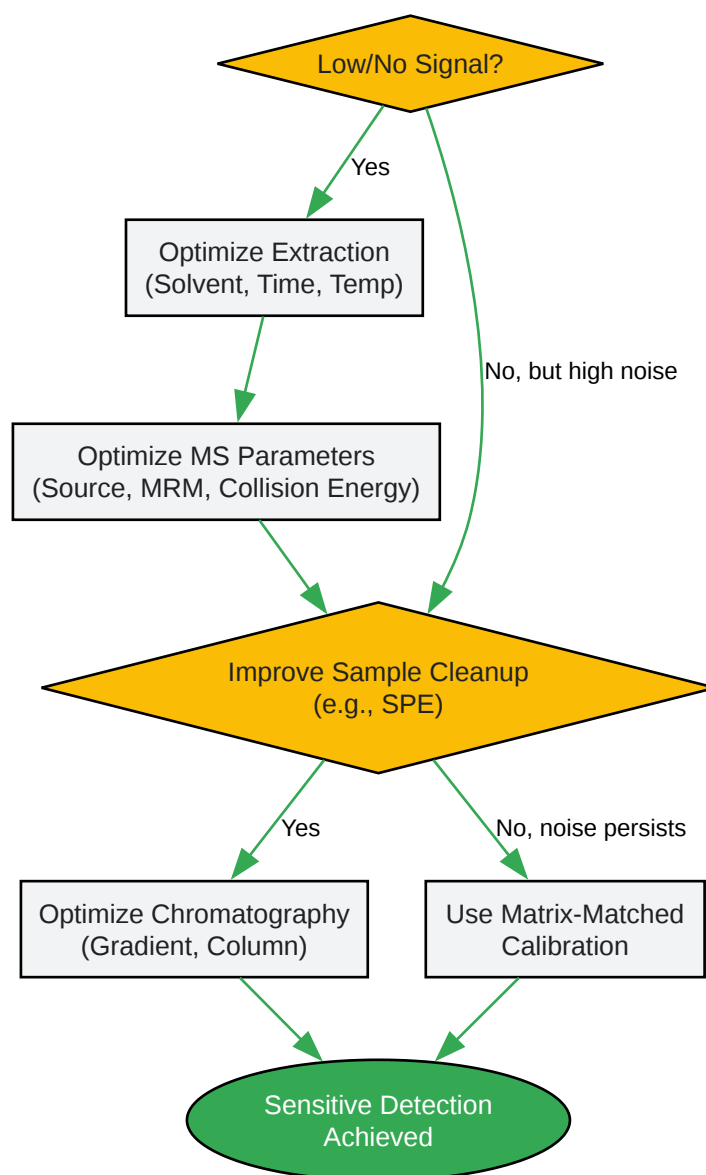 Low/No Signal?
Yes
Optimize Extraction
(Solvent, Time, Temp)
No, but high noise
Optimize MS Parameters
(Source, MRM, Collision Energy)
Improve Sample Cleanup
(e.g., SPE)
Yes
No, noise persists
Optimize Chromatography
(Gradient, Column)
Use Matrix-Matched
Calibration
Sensitive Detection
Achieved